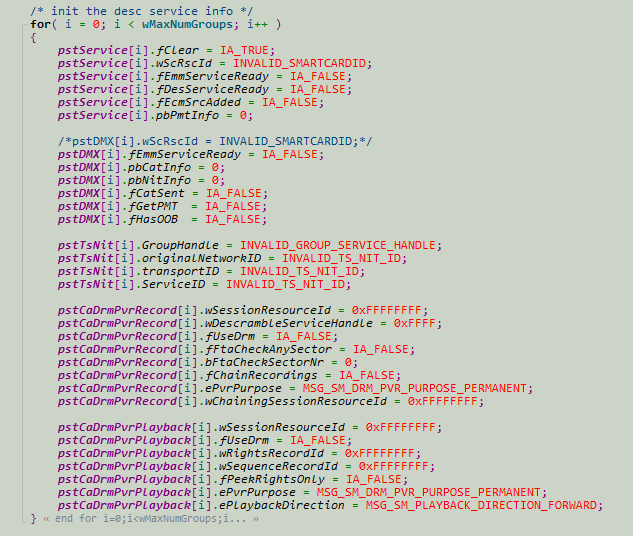 /* init the desc service info */
for( i = 0; i < wMaxNumGroups; i++ )
{
pstService[i].fClear = IA_TRUE;
pstService[i].wScRscId = INVALID_SMARTCARDID;
pstService[i].fEmmServiceReady = IA_FALSE;
pstService[i].fDesServiceReady = IA_FALSE;
pstService[i].fEcmSrcAdded = IA_FALSE;
pstService[i].pbPmtInfo = 0;
/*pstDMX[i].wScRscId = INVALID_SMARTCARDID;*/
pstDMX[i].fEmmServiceReady = IA_FALSE;
pstDMX[i].pbCatInfo = 0;
pstDMX[i].pbNitInfo = 0;
pstDMX[i].fCatSent = IA_FALSE;
pstDMX[i].fGetPMT  = IA_FALSE;
pstDMX[i].fHasOOB  = IA_FALSE;
pstTsNit[i].GroupHandle = INVALID_GROUP_SERVICE_HANDLE;
pstTsNit[i].originalNetworkID = INVALID_TS_NIT_ID;
pstTsNit[i].transportID = INVALID_TS_NIT_ID;
pstTsNit[i].ServiceID = INVALID_TS_NIT_ID;
pstCaDrmPvrRecord[i].wSessionResourceId = 0xFFFFFFFF;
pstCaDrmPvrRecord[i].wDescrambleServiceHandle = 0xFFFF;
pstCaDrmPvrRecord[i].fUseDrm = IA_FALSE;
pstCaDrmPvrRecord[i].fFtaCheckAnySector = IA_FALSE;
pstCaDrmPvrRecord[i].bFtaCheckSectorNr = 0;
pstCaDrmPvrRecord[i].fChainRecordings = IA_FALSE;
pstCaDrmPvrRecord[i].ePvrPurpose = MSG_SM_DRM_PVR_PURPOSE_PERMANENT;
pstCaDrmPvrRecord[i].wChainingSessionResourceId = 0xFFFFFFFF;
pstCaDrmPvrPlayback[i].wSessionResourceId = 0xFFFFFFFF;
pstCaDrmPvrPlayback[i].fUseDrm = IA_FALSE;
pstCaDrmPvrPlayback[i].wRightsRecordId = 0xFFFFFFFF;
pstCaDrmPvrPlayback[i].wSequenceRecordId = 0xFFFFFFFF;
pstCaDrmPvrPlayback[i].fPeekRightsOnly = IA_FALSE;
pstCaDrmPvrPlayback[i].ePvrPurpose = MSG_SM_DRM_PVR_PURPOSE_PERMANENT;
pstCaDrmPvrPlayback[i].ePlaybackDirection = MSG_SM_PLAYBACK_DIRECTION_FORWARD;
} « end for i=0;i<wMaxNumGroups;i... »